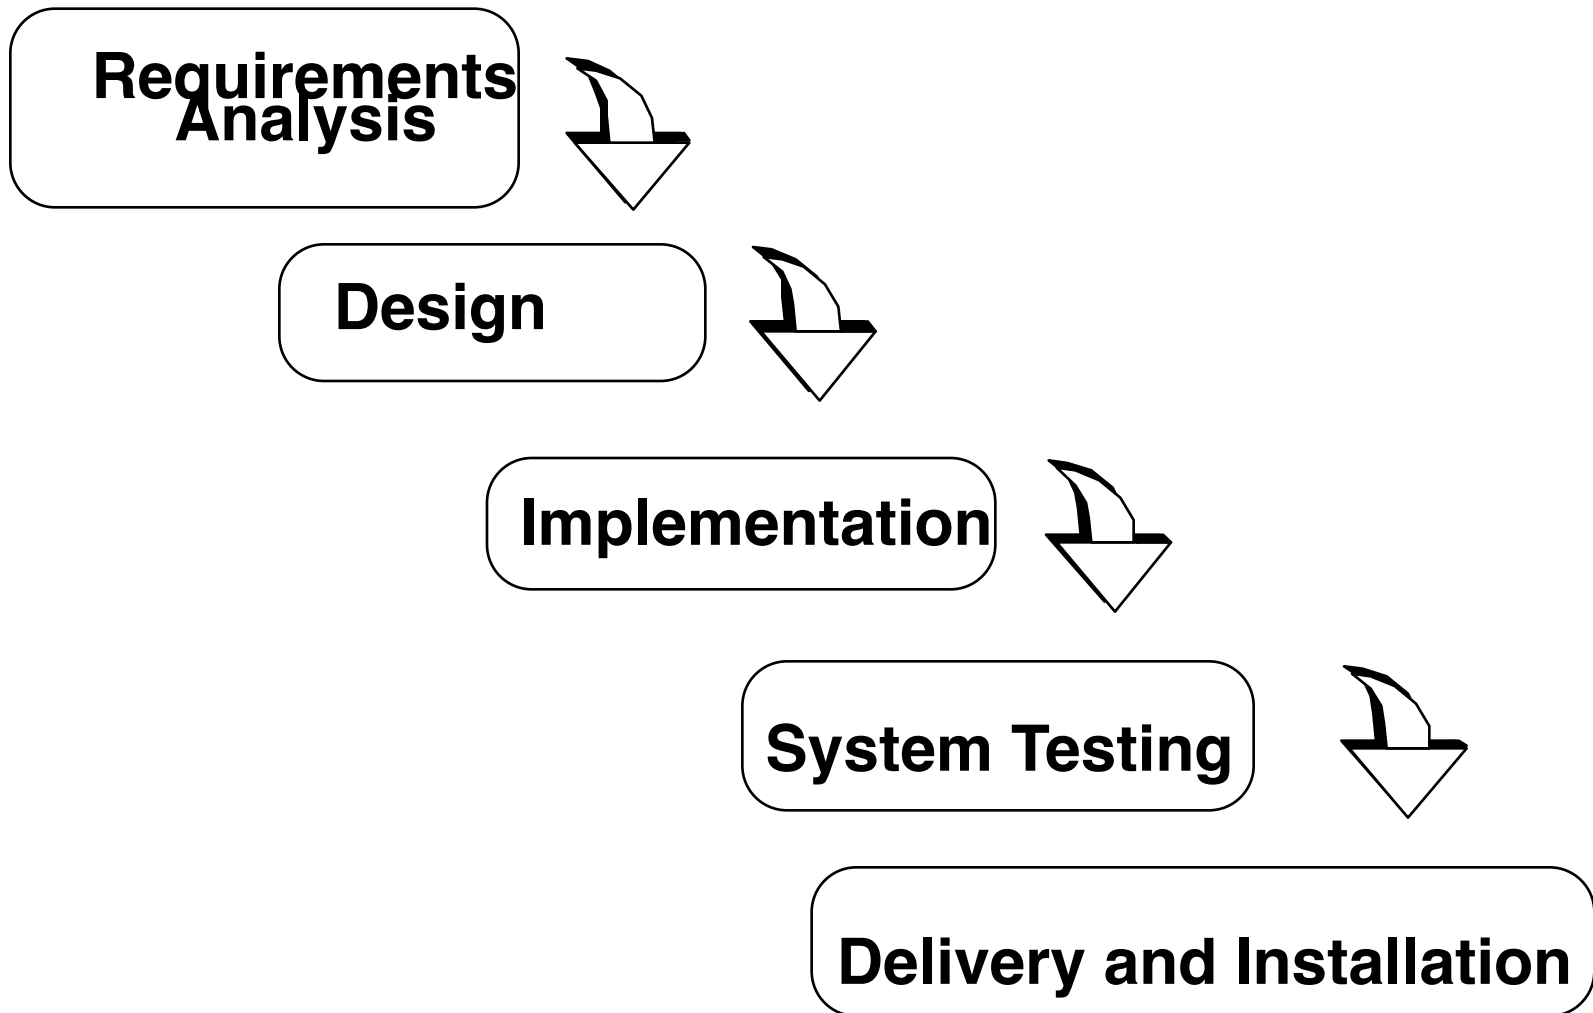 Requirements
Analysis
Design
Implementation
System Testing
Delivery and Installation